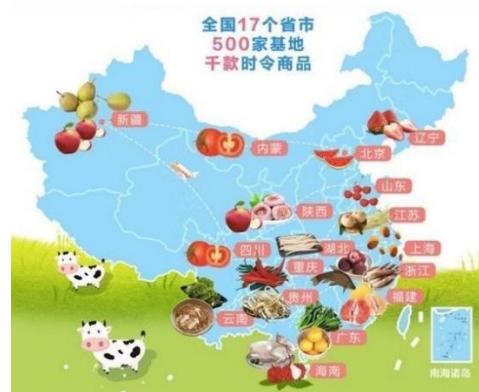 全国17个省市
500家基地
千款时令商品
新疆
内蒙
北京
辽宁
山东
陕西
江苏
四川
湖北
上海
重庆
浙江
贵州
福建
云南
广东
海南
南海诸岛